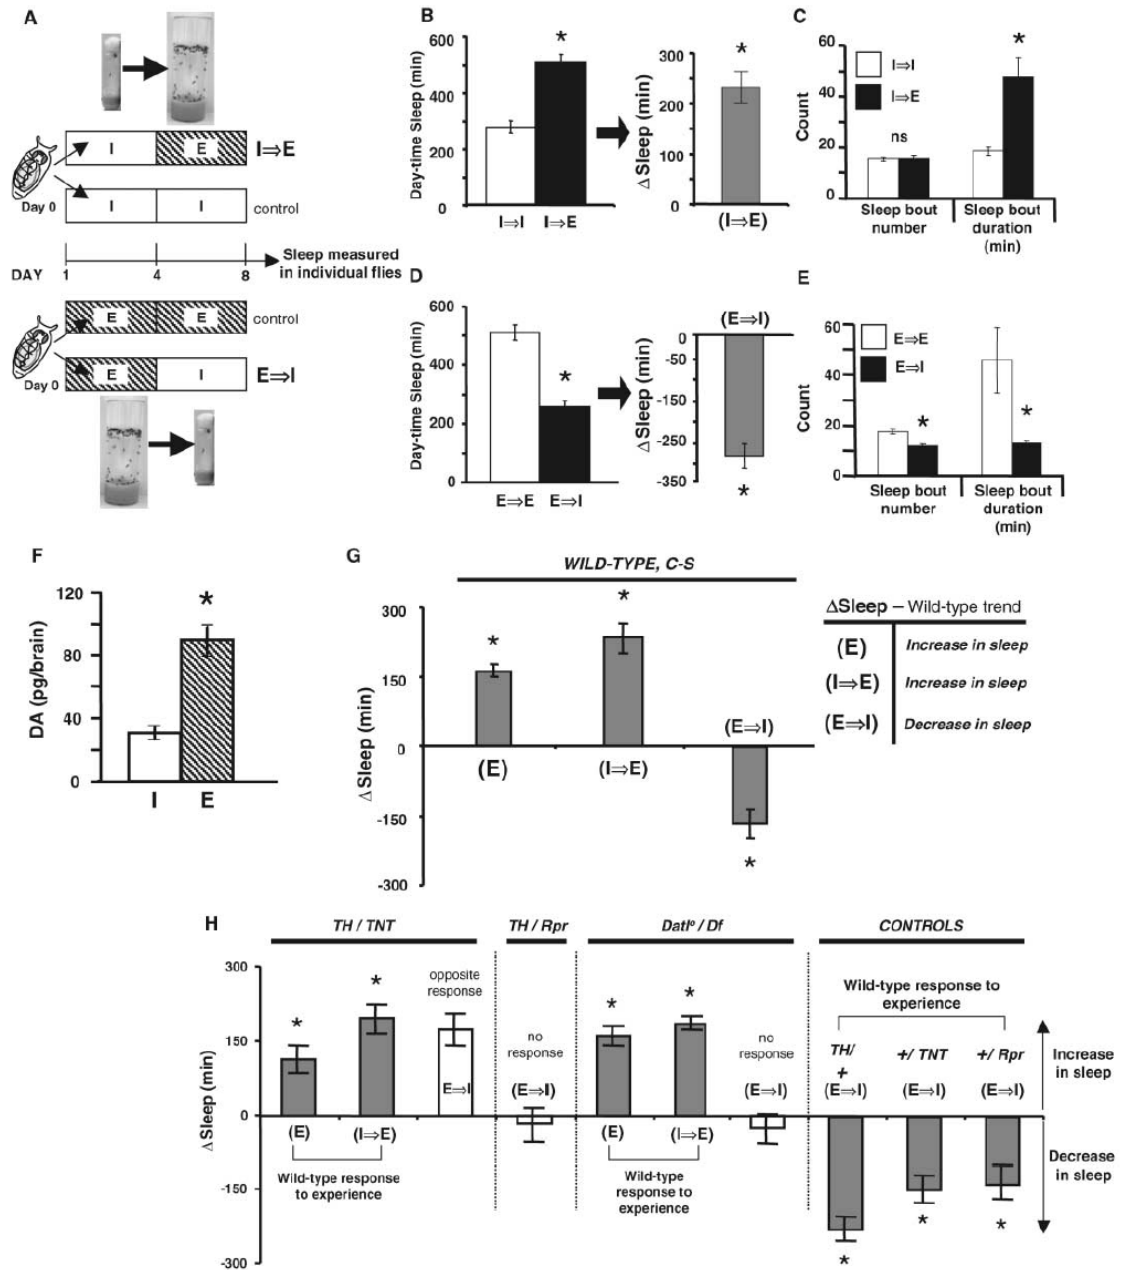 A
I
E
I⇒E
Day 0
I
I
control
DAY
1
4
8
Sleep measured
in individual flies
E
E
control
E
I
E⇒I
Day 0
B
Day-time Sleep (min)
600
400
200
0
I⇒I
I⇒E
*
Δ Sleep (min)
300
200
100
0
*
(I⇒E)
C
Count
60
40
20
0
I⇒I
I⇒E
ns
*
Sleep bout
number
Sleep bout
duration
(min)
D
Day-time Sleep (min)
600
400
200
0
*
E⇒E
E⇒I
(E⇒I)
Δ Sleep (min)
0
-50
-150
-250
-350
*
E
Count
60
40
20
0
E⇒E
E⇒I
*
*
Sleep bout
number
Sleep bout
duration
(min)
F
DA (pg/brain)
120
80
40
0
*
I
E
G
WILD-TYPE, C-S
Δ Sleep (min)
300
150
0
-150
-300
*
(E)
*
(I⇒E)
(E⇒I)
*
ΔSleep – Wild-type trend
(E) Increase in sleep
(I⇒E) Increase in sleep
(E⇒I) Decrease in sleep
H
TH / TNT
TH / Rpr
Datlº / Df
CONTROLS
Δ Sleep (min)
300
150
0
-150
-300
*
*
opposite
response
E⇒I
(E)
(I⇒E)
Wild-type response
to experience
no
response
(E⇒I)
*
*
(E)
(I⇒E)
Wild-type
response to
experience
no
response
(E⇒I)
Wild-type response to
experience
TH/
+
(E⇒I)
+/ TNT
(E⇒I)
+/ Rpr
(E⇒I)
*
*
*
Increase
in sleep
Decrease
in sleep